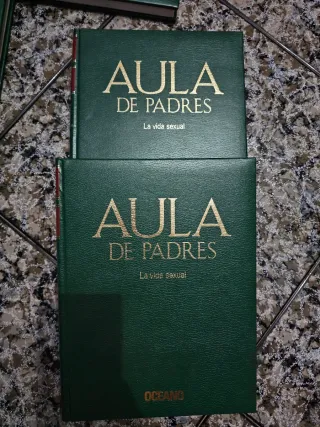 AULA
DE PADRES
La vida sexual
AULA
DE PADRES
La vida sexual
OCEANO